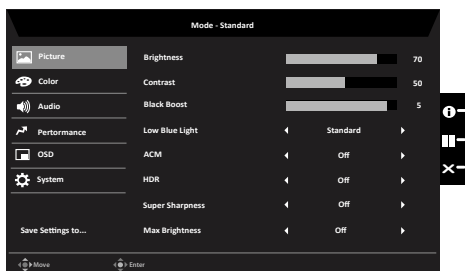 Mode - Standard
Picture
Brightness 70
Color
Contrast 50
Audio
Black Boost 5
Pertormance
Low Blue Light Standard
OSD
ACM Off
System
HDR Off
Super Sharpness Off
Save Settings to...
Max Brightness Off
Move Enter